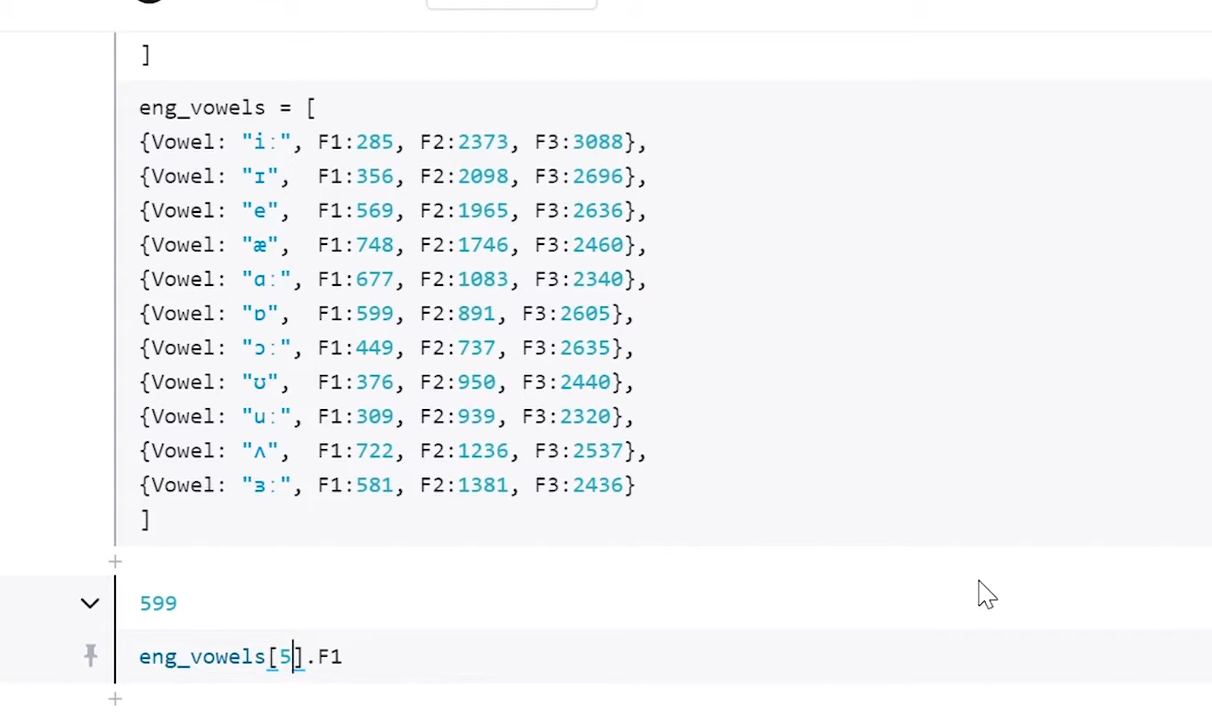 ]
eng_vowels = [
{Vowel: "iː", F1:285, F2:2373, F3:3088},
{Vowel: "ɪ",  F1:356, F2:2098, F3:2696},
{Vowel: "e",  F1:569, F2:1965, F3:2636},
{Vowel: "æ",  F1:748, F2:1746, F3:2460},
{Vowel: "ɑː", F1:677, F2:1083, F3:2340},
{Vowel: "ɒ",  F1:599, F2:891, F3:2605},
{Vowel: "ɔː", F1:449, F2:737, F3:2635},
{Vowel: "ʊ",  F1:376, F2:950, F3:2440},
{Vowel: "uː", F1:309, F2:939, F3:2320},
{Vowel: "ʌ",  F1:722, F2:1236, F3:2537},
{Vowel: "ɜː", F1:581, F2:1381, F3:2436}
]
599
eng_vowels[5].F1